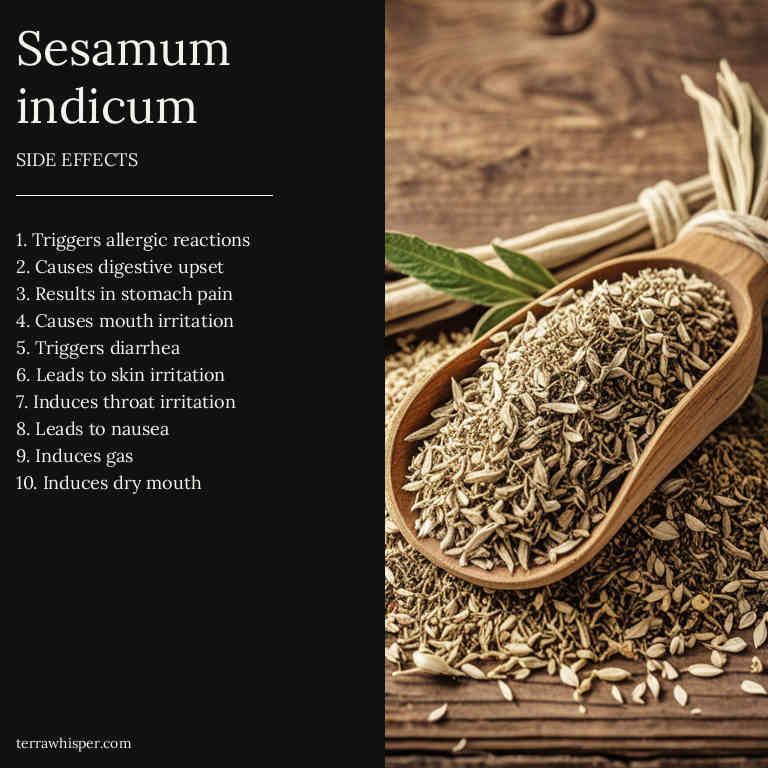 Sesamum
indicum
SIDE EFFECTS
1. Triggers allergic reactions
2. Causes digestive upset
3. Results in stomach pain
4. Causes mouth irritation
5. Triggers diarrhea
6. Leads to skin irritation
7. Induces throat irritation
8. Leads to nausea
9. Induces gas
10. Induces dry mouth
terrawhisper.com